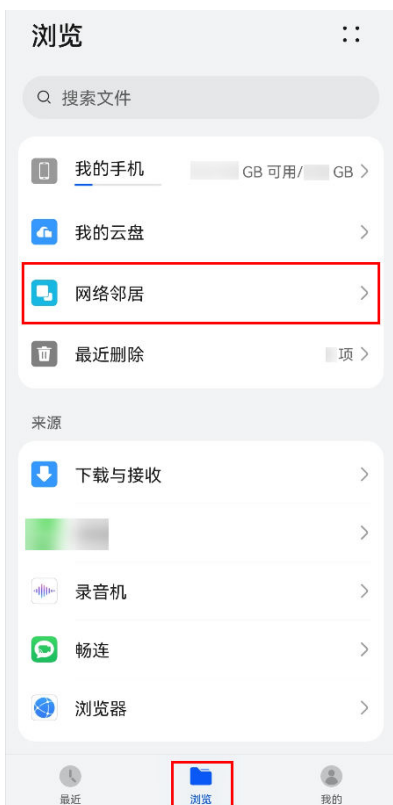 浏览
搜索文件
我的手机 GB 可用/ GB
我的云盘
网络邻居
最近删除 项
来源
下载与接收
录音机
畅连
浏览器
最近 浏览 我的